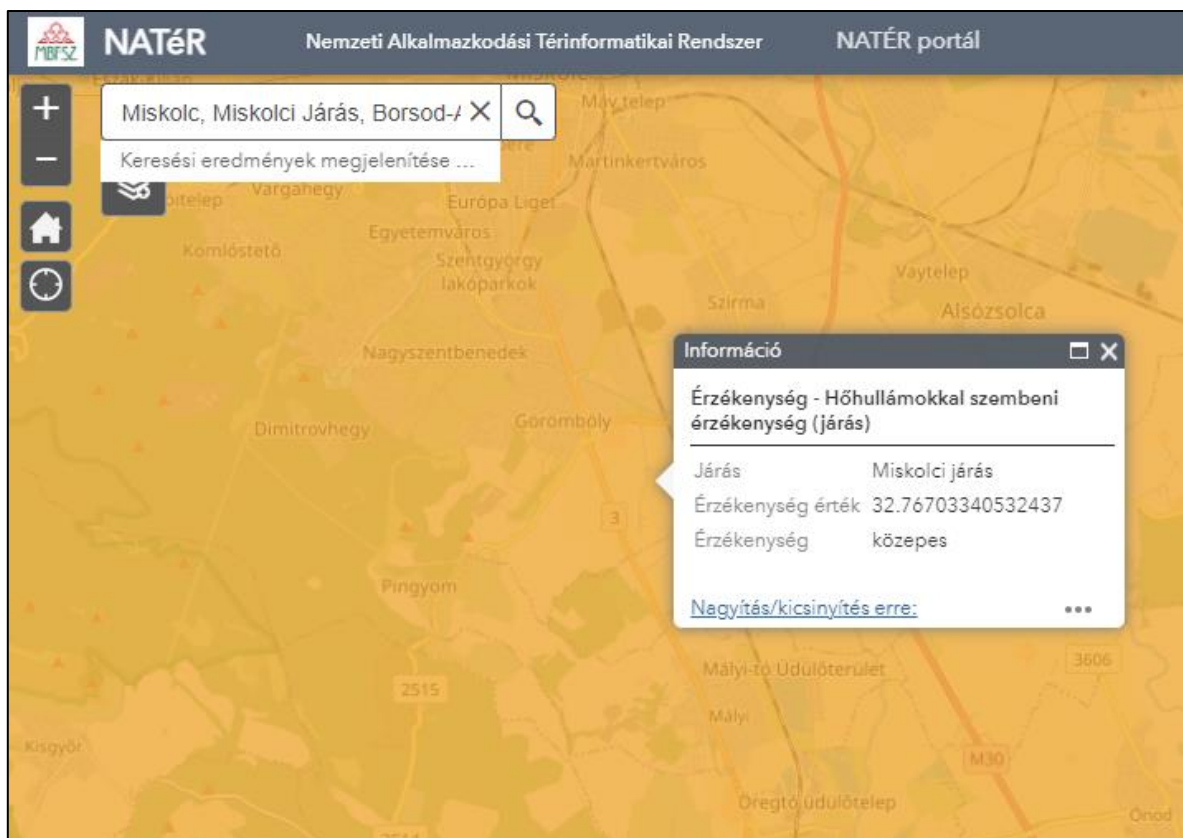 MBFSZ
NATéR
Nemzeti Alkalmazkodási Térinformatikai Rendszer
NATÉR portál
+
Miskolc, Miskolci Járás, Borsod-A
−
Keresési eredmények megjelenítése ...
Máv telep
Martinkertváros
Vargahegy
Európa Liget
Egyetemváros
Komlóstető
Szentgyörgy
lakóparkok
Vaytelep
Szirma
Alsózsolca
Nagyszentbenedek
Információ
Érzékenység - Hőhullámokkal szembeni
érzékenység (járás)
Dimitrovhegy
Görömböly
Járás Miskolci járás
Érzékenység érték 32.76703340532437
3
Érzékenység közepes
Pingyom
Nagyítás/kicsinyítés erre:
3606
Mályi-tó Üdülőterület
2515
Mályi
Kisgyőr
M30
Öregtó üdülőtelep
Ónod